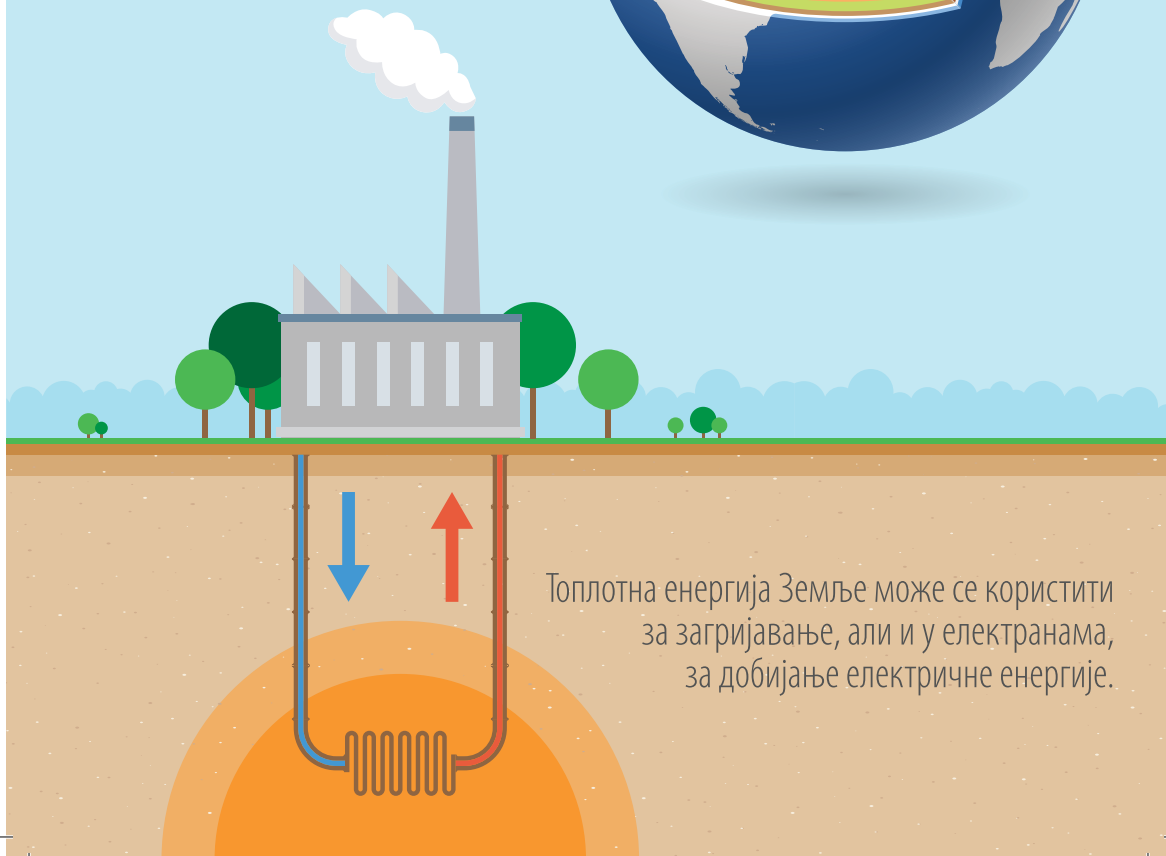 Топлотна енергија Земље може се користити
за загријавање, али и у електранама,
за добијање електричне енергије.